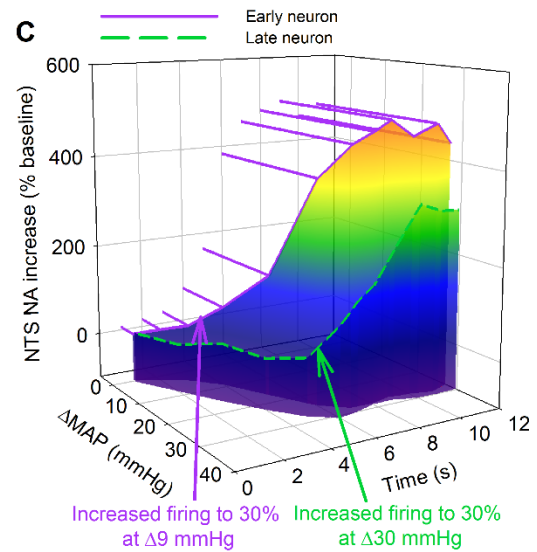 C
Early neuron
Late neuron
NTS NA increase (% baseline)
600
400
200
0
0
10
20
30
40
ΔMAP (mmHg)
0
2
4
6
8
10
12
Time (s)
Increased firing to 30%
at Δ9 mmHg
Increased firing to 30%
at Δ30 mmHg